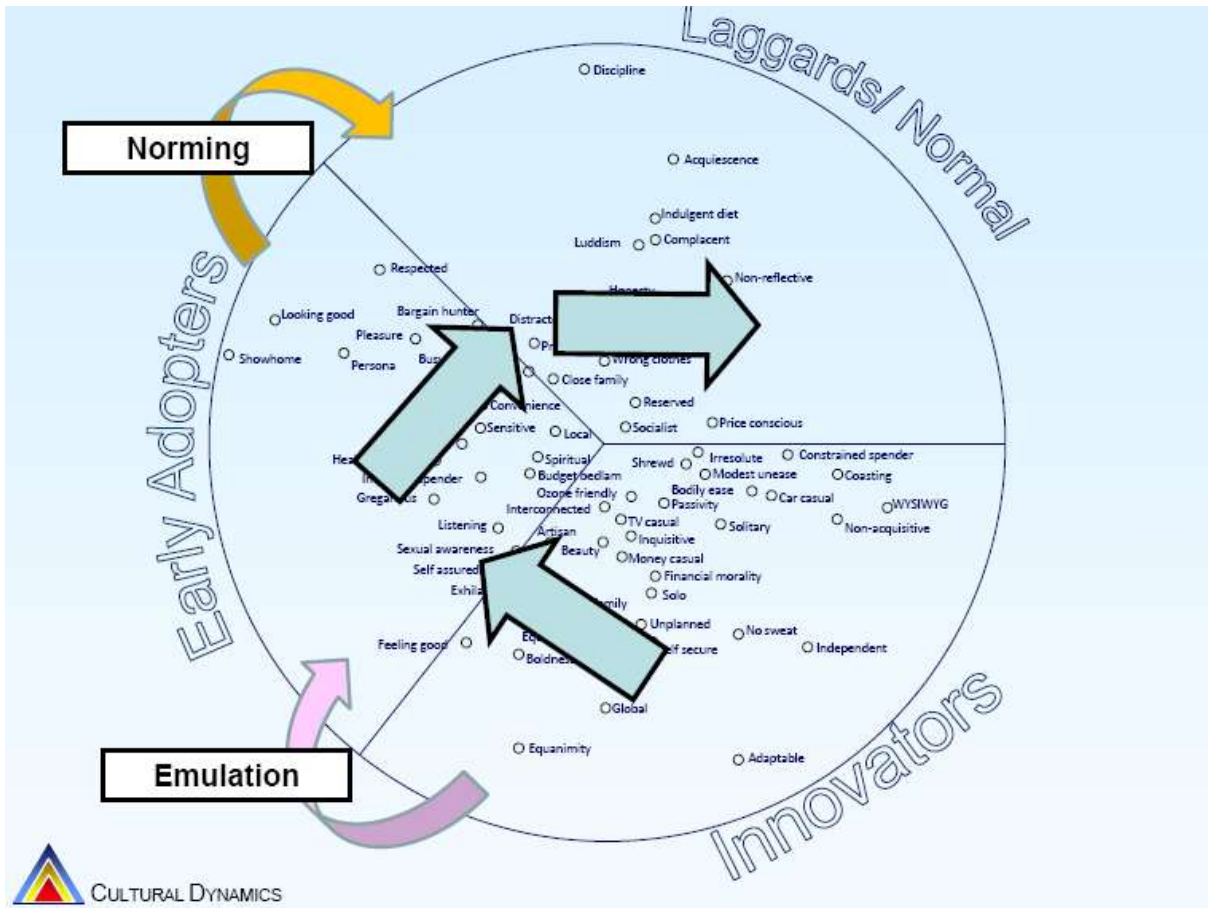 Laggards/ Normal
Discipline
Norming
Acquiescence
Indulgent diet
Luddism
Complacent
Respected
Non-reflective
Looking good
Bargain hunter
Pleasure
Showhome
Persona
Wrong clothes
Close family
Convenience
Reserved
Sensitive
Local
Socialist
Price conscious
Early Adopters
Spiritual
Shrewd
Irresolute
Constrained spender
Budget bedlam
Modest unease
Coasting
Ozone friendly
Bodily ease
Car casual
Interconnected
Passivity
WYSIWYG
Listening
Artisan
TV casual
Solitary
Non-acquisitive
Sexual awareness
Beauty
Inquisitive
Money casual
Self assured
Financial morality
Solo
Unplanned
No sweat
Feeling good
Boldness
Independent
Global
Emulation
Equanimity
Adaptable
Innovators
CULTURAL DYNAMICS